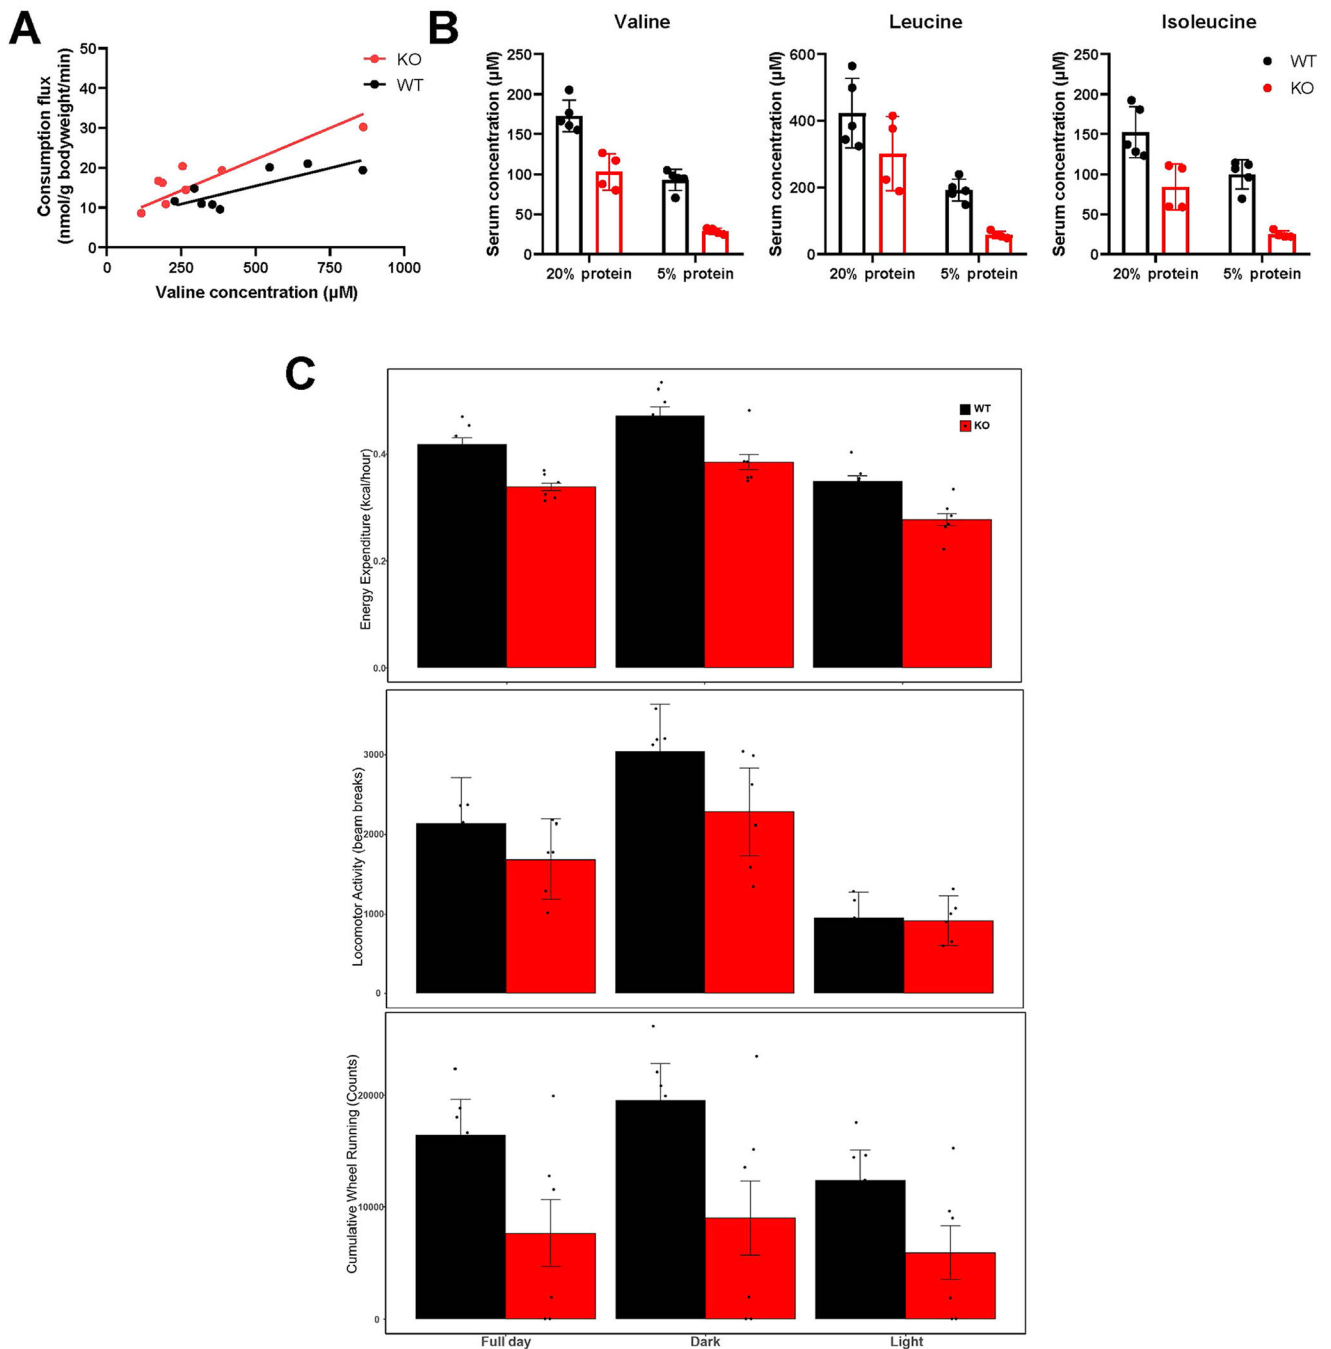 A
Consumption flux
(nmol/g bodyweight/min)
50
40
30
20
10
0
0 250 500 750 1000
Valine concentration (µM)
KO
WT
B
Valine
Serum concentration (µM)
250
200
150
100
50
0
20% protein 5% protein
Leucine
Serum concentration (µM)
600
400
200
0
20% protein 5% protein
Isoleucine
Serum concentration (µM)
250
200
150
100
50
0
20% protein 5% protein
WT
KO
C
Energy Expenditure (kcal/hour)
0.4
0.2
0.0
WT
KO
Locomotor Activity (beam breaks)
3000
2000
1000
0
Cumulative Wheel Running (Counts)
20000
10000
0
Full day Dark Light